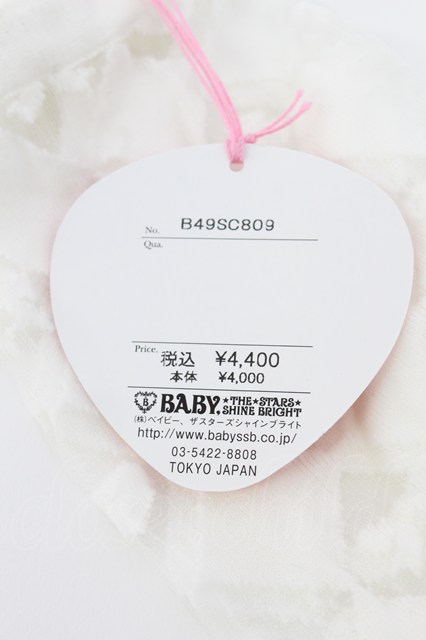 No. B49SC809
Qua.
Price. 税込 ¥4,400
本体 ¥4,000
B BABY, ★THE★STARS★
SHINE BRIGHT
(株)ベイビー、ザスターズシャインブライト
http://www.babyssb.co.jp/
03-5422-8808
TOKYO JAPAN